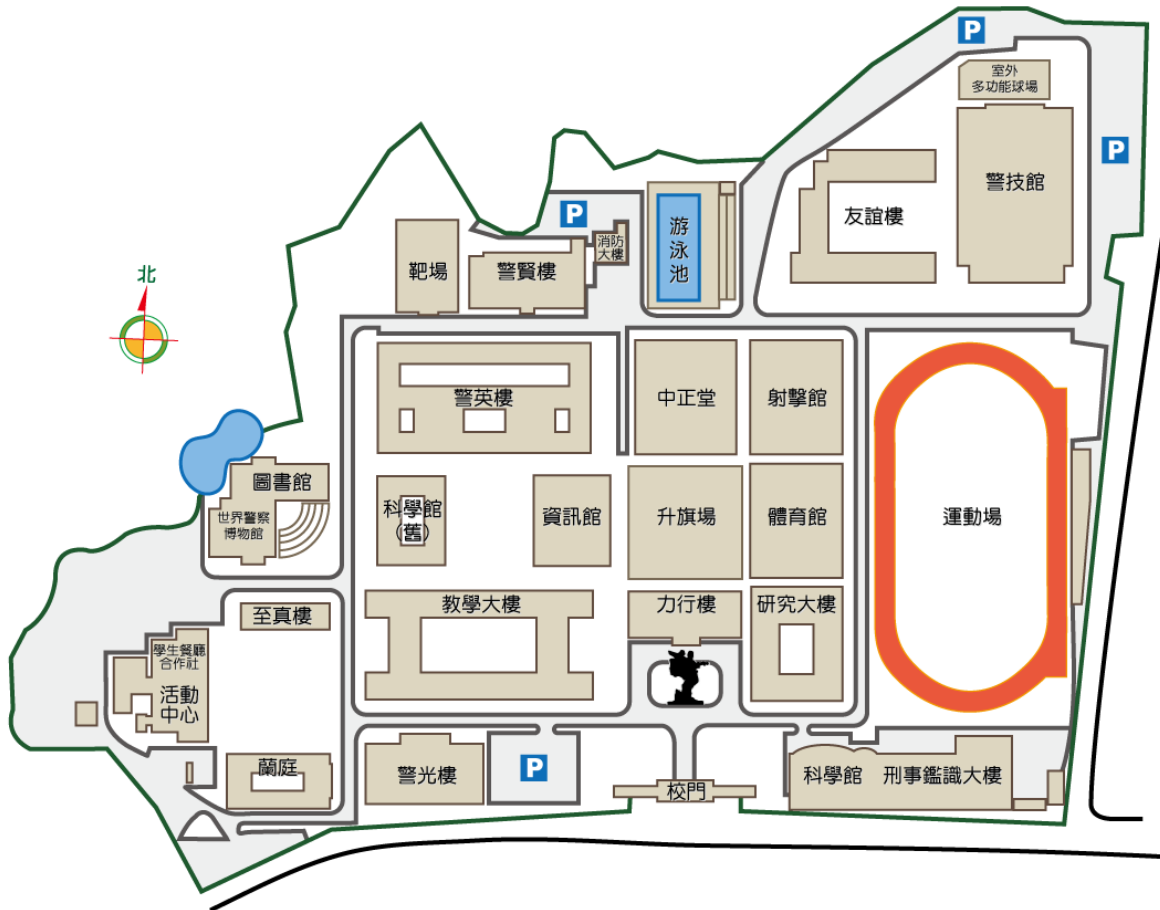 P
室外
多功能球場
P
警技館
友誼樓
P
消防
大樓
游
泳
池
靶場
警賢樓
北
警英樓
中正堂
射擊館
運動場
圖書館
世界警察
博物館
科學館
(舊)
資訊館
升旗場
體育館
至真樓
教學大樓
力行樓
研究大樓
學生餐廳
合作社
活動
中心
蘭庭
警光樓
P
校門
科學館
刑事鑑識大樓